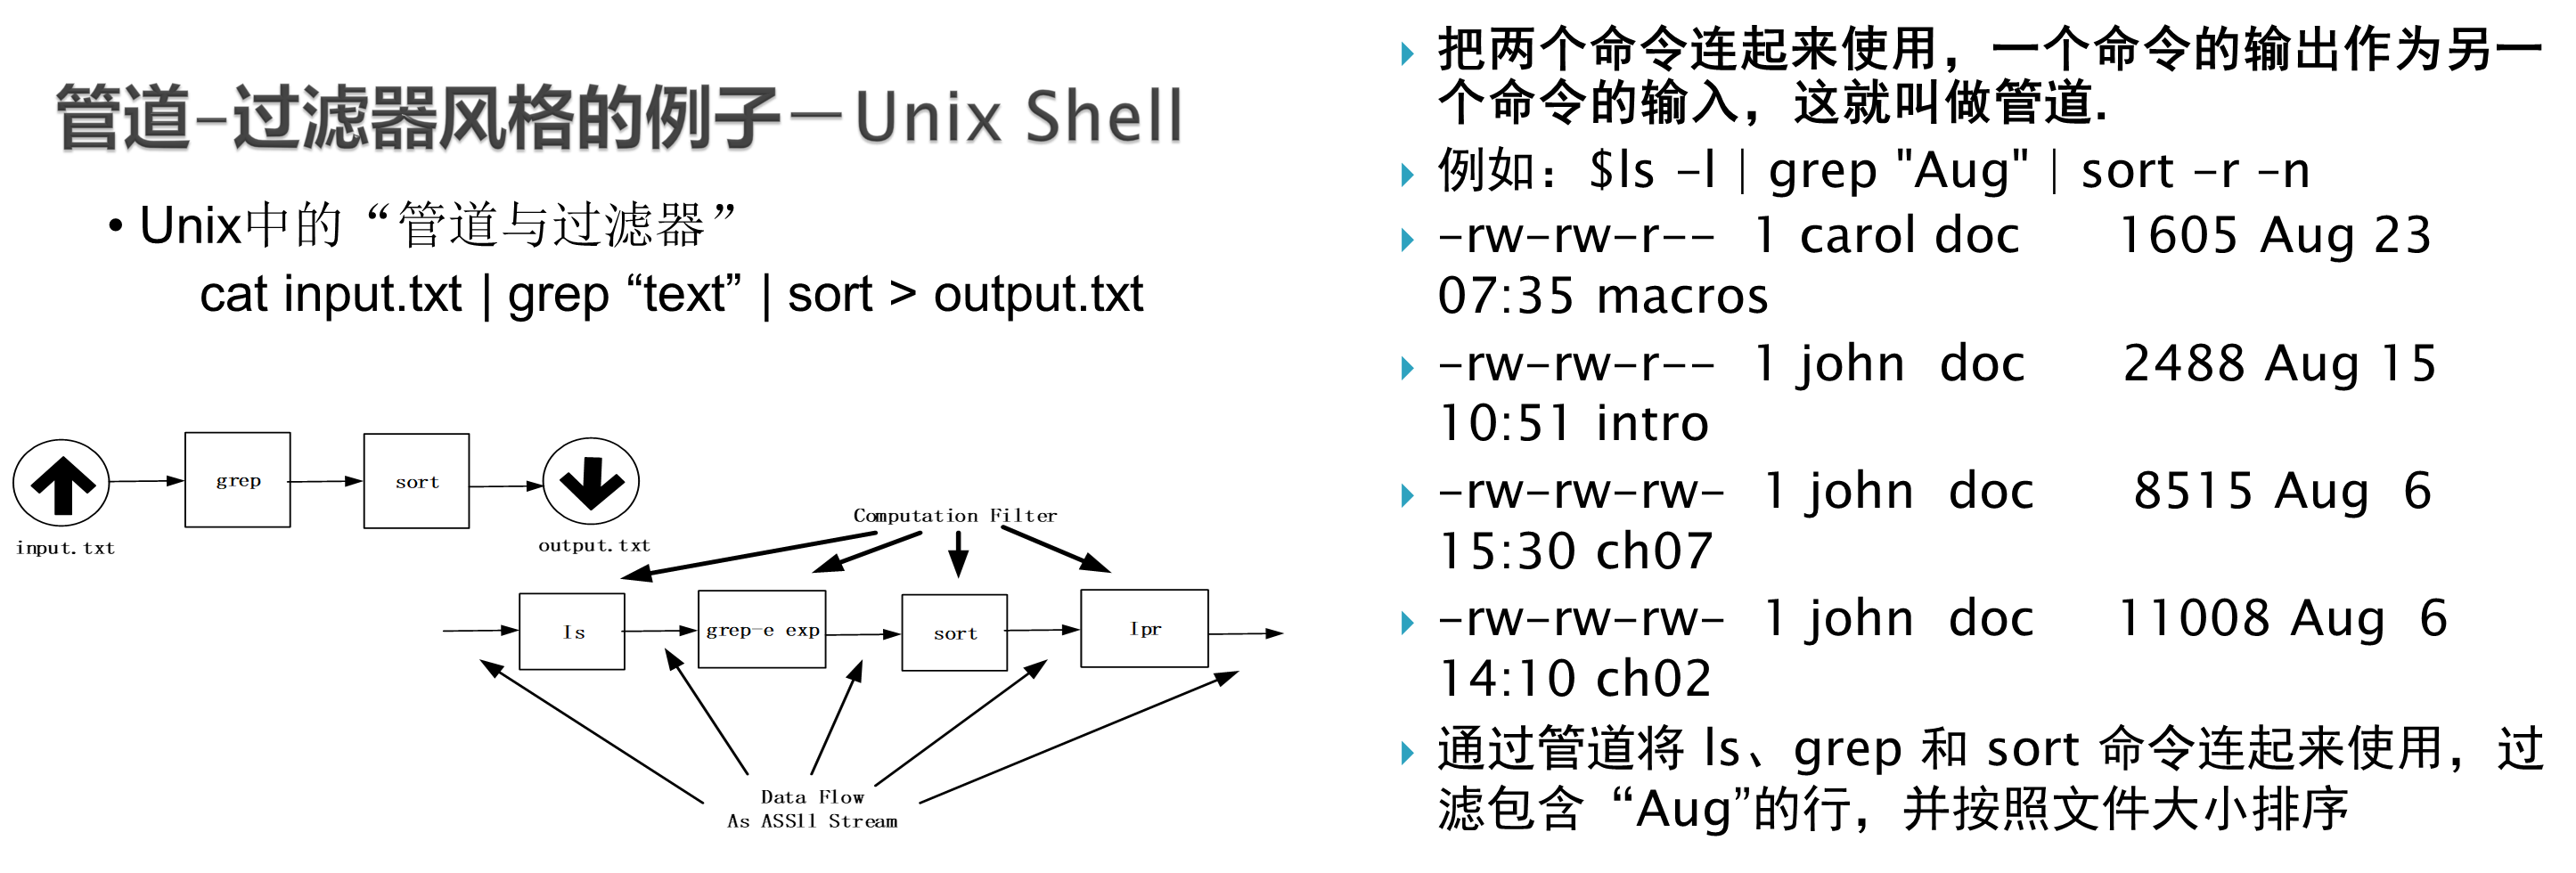 管道-过滤器风格的例子—Unix Shell
• Unix中的“管道与过滤器”
cat input.txt | grep “text” | sort > output.txt
grep
sort
input.txt
output.txt
Computation Filter
Is
grep-e exp
sort
Ipr
Data Flow
As ASSll Stream
把两个命令连起来使用，一个命令的输出作为另一
个命令的输入，这就叫做管道.
例如：$ls -l | grep "Aug" | sort -r -n
-rw-rw-r-- 1 carol doc 1605 Aug 23
07:35 macros
-rw-rw-r-- 1 john doc 2488 Aug 15
10:51 intro
-rw-rw-rw- 1 john doc 8515 Aug 6
15:30 ch07
-rw-rw-rw- 1 john doc 11008 Aug 6
14:10 ch02
通过管道将 ls、grep 和 sort 命令连起来使用，过
滤包含 “Aug”的行，并按照文件大小排序